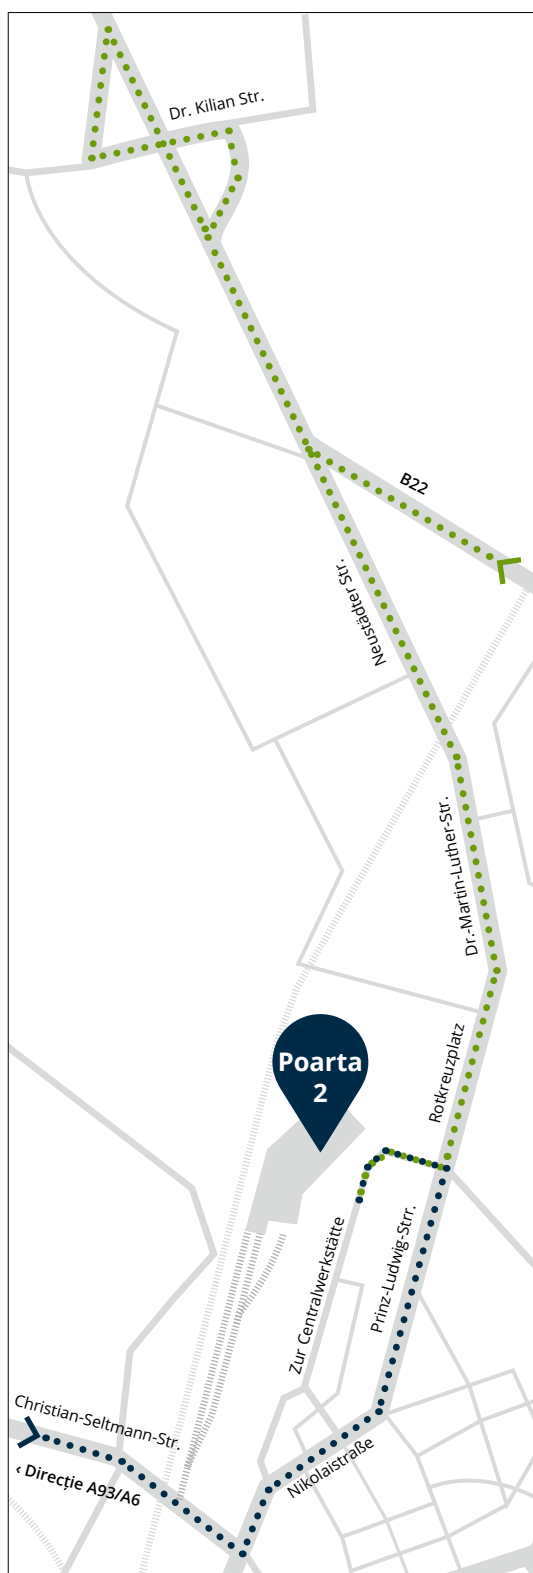 Dr. Kilian Str.
B22
Neustädter Str.
Dr.-Martin-Luther-Str.
Rotkreuzplatz
Poarta
2
Prinz-Ludwig-Strr.
Zur Centralwerkstätte
Christian-Seltmann-Str.
‹ Direcție A93/A6
Nikolaistraße